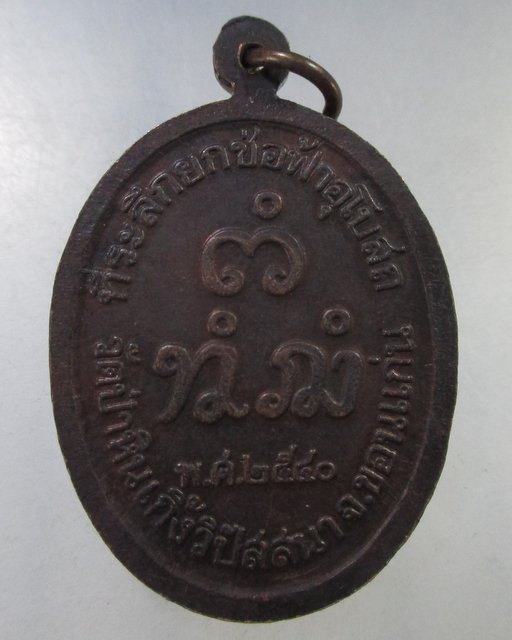 ที่ระลึกยกช่อฟ้าอุโบสถ
พ.ศ.๒๕๔๐
วัดป่าหินเกิ้งวิปัสสนา จ.ขอนแก่น